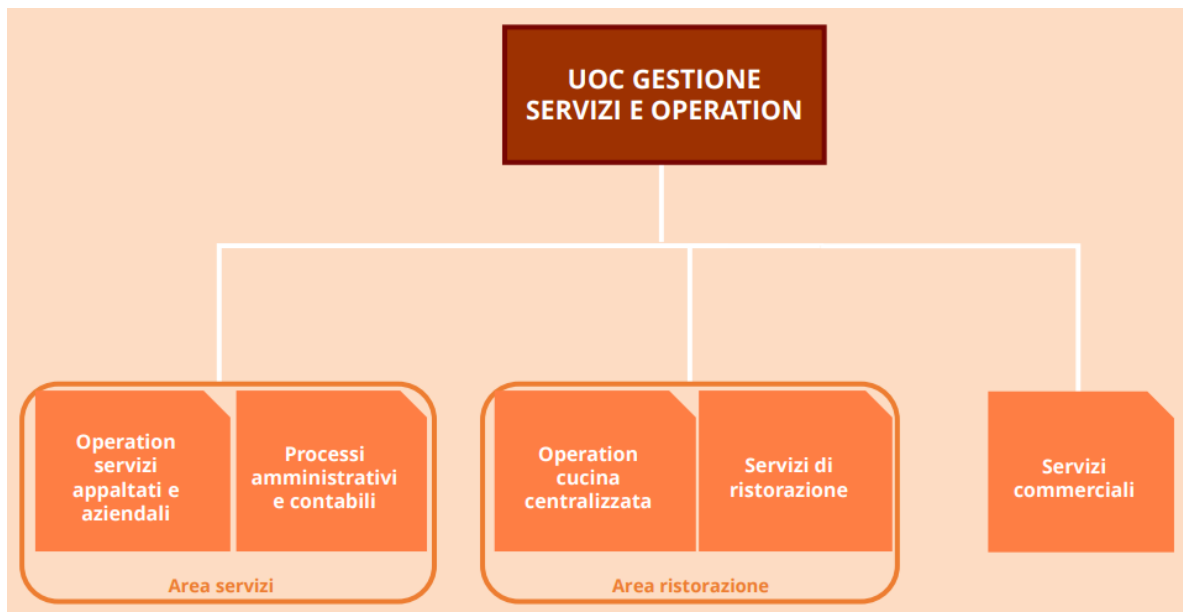 UOC GESTIONE
SERVIZI E OPERATION
Operation
servizi
appaltati e
aziendali
Processi
amministrativi
e contabili
Area servizi
Operation
cucina
centralizzata
Servizi di
ristorazione
Area ristorazione
Servizi
commerciali